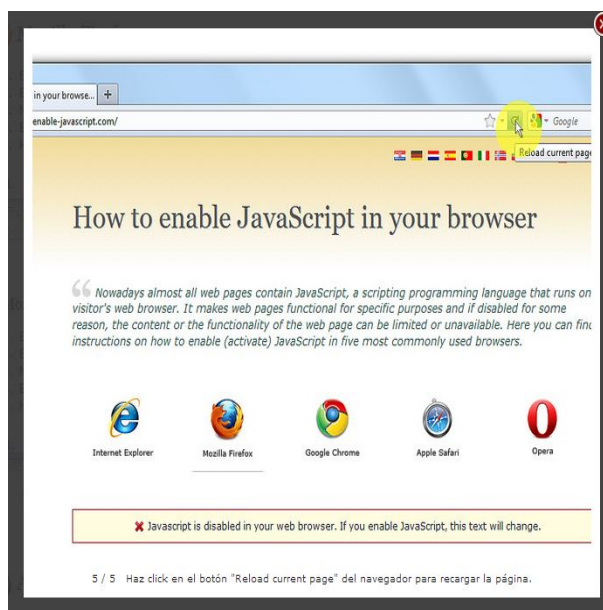 in your browse...
enable-javascript.com/
Google
Reload current page
How to enable JavaScript in your browser
Nowadays almost all web pages contain JavaScript, a scripting programming language that runs on
visitor's web browser. It makes web pages functional for specific purposes and if disabled for some
reason, the content or the functionality of the web page can be limited or unavailable. Here you can find
instructions on how to enable (activate) JavaScript in five most commonly used browsers.
Internet Explorer
Mozilla Firefox
Google Chrome
Apple Safari
Opera
Javascript is disabled in your web browser. If you enable JavaScript, this text will change.
5 / 5 Haz click en el botón "Reload current page" del navegador para recargar la página.